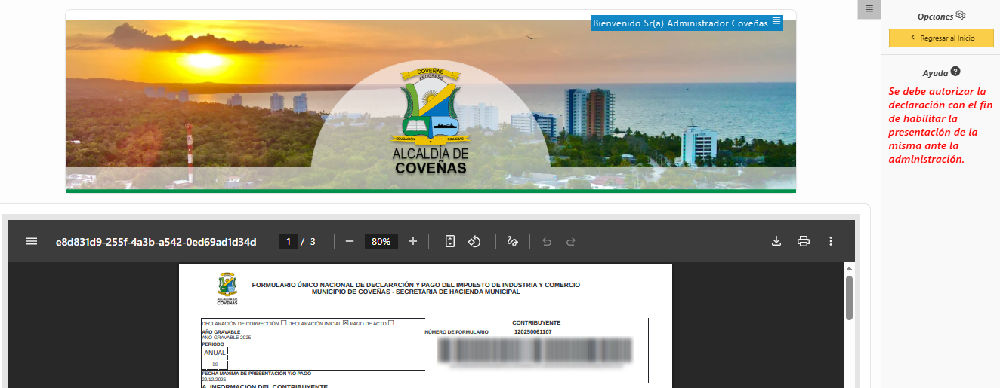 Bienvenido Sr(a) Administrador Coveñas
COVEÑAS
PROGRESO
EDUCACIÓN Y RIQUEZAS
ALCALDÍA DE
COVEÑAS
Opciones
Regresar al Inicio
Ayuda
Se debe autorizar la
declaración con el fin
de habilitar la
presentación de la
misma ante la
administración.
e8d831d9-255f-4a3b-a542-0ed69ad1d34d
1 / 3
80%
ALCALDÍA DE
COVEÑAS
FORMULARIO ÚNICO NACIONAL DE DECLARACIÓN Y PAGO DEL IMPUESTO DE INDUSTRIA Y COMERCIO
MUNICIPIO DE COVEÑAS - SECRETARIA DE HACIENDA MUNICIPAL
DECLARACIÓN DE CORRECCIÓN ☐ DECLARACIÓN INICIAL ☒ PAGO DE ACTO ☐
CONTRIBUYENTE
AÑO GRAVABLE
NÚMERO DE FORMULARIO 120250061107
AÑO GRAVABLE 2025
PERIODO
ANUAL
☒
FECHA MAXIMA DE PRESENTACIÓN Y/O PAGO
22/12/2025
A. INFORMACION DEL CONTRIBUYENTE